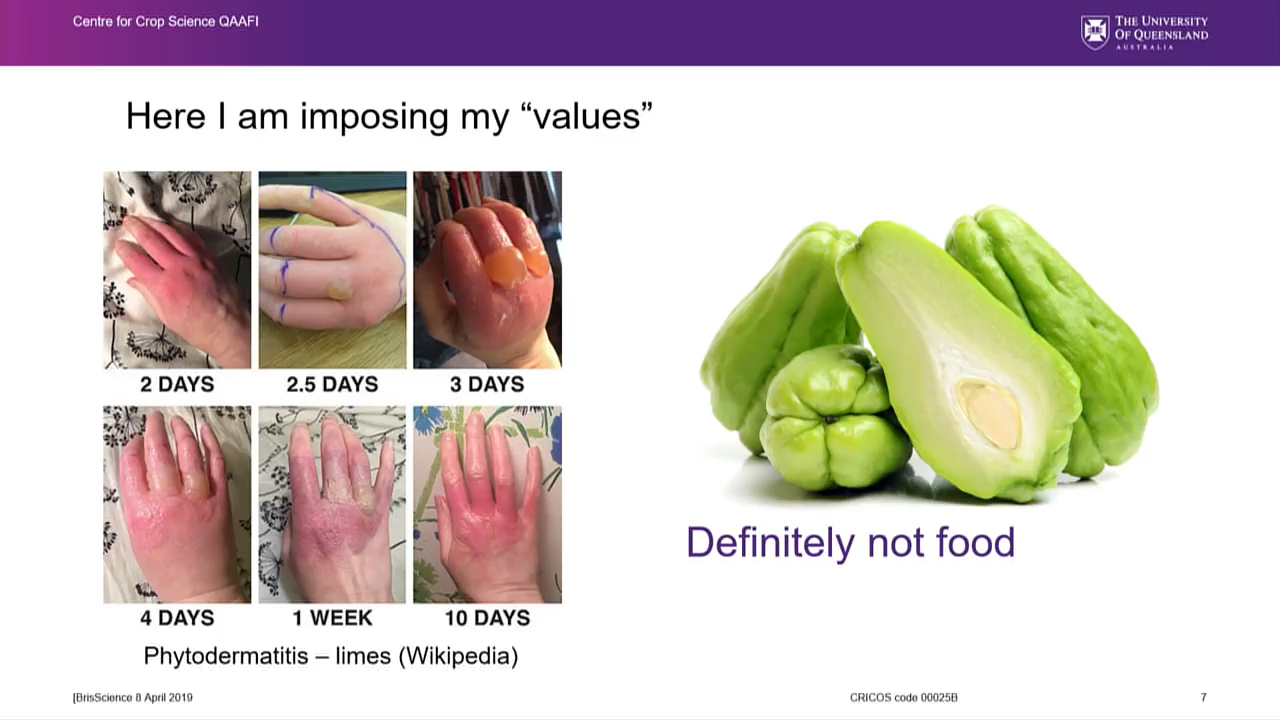 Centre for Crop Science QAAFI
THE UNIVERSITY
OF QUEENSLAND
AUSTRALIA
Here I am imposing my “values”
2 DAYS
2.5 DAYS
3 DAYS
4 DAYS
1 WEEK
10 DAYS
Phytodermatitis – limes (Wikipedia)
Definitely not food
[BrisScience 8 April 2019
CRICOS code 00025B
7